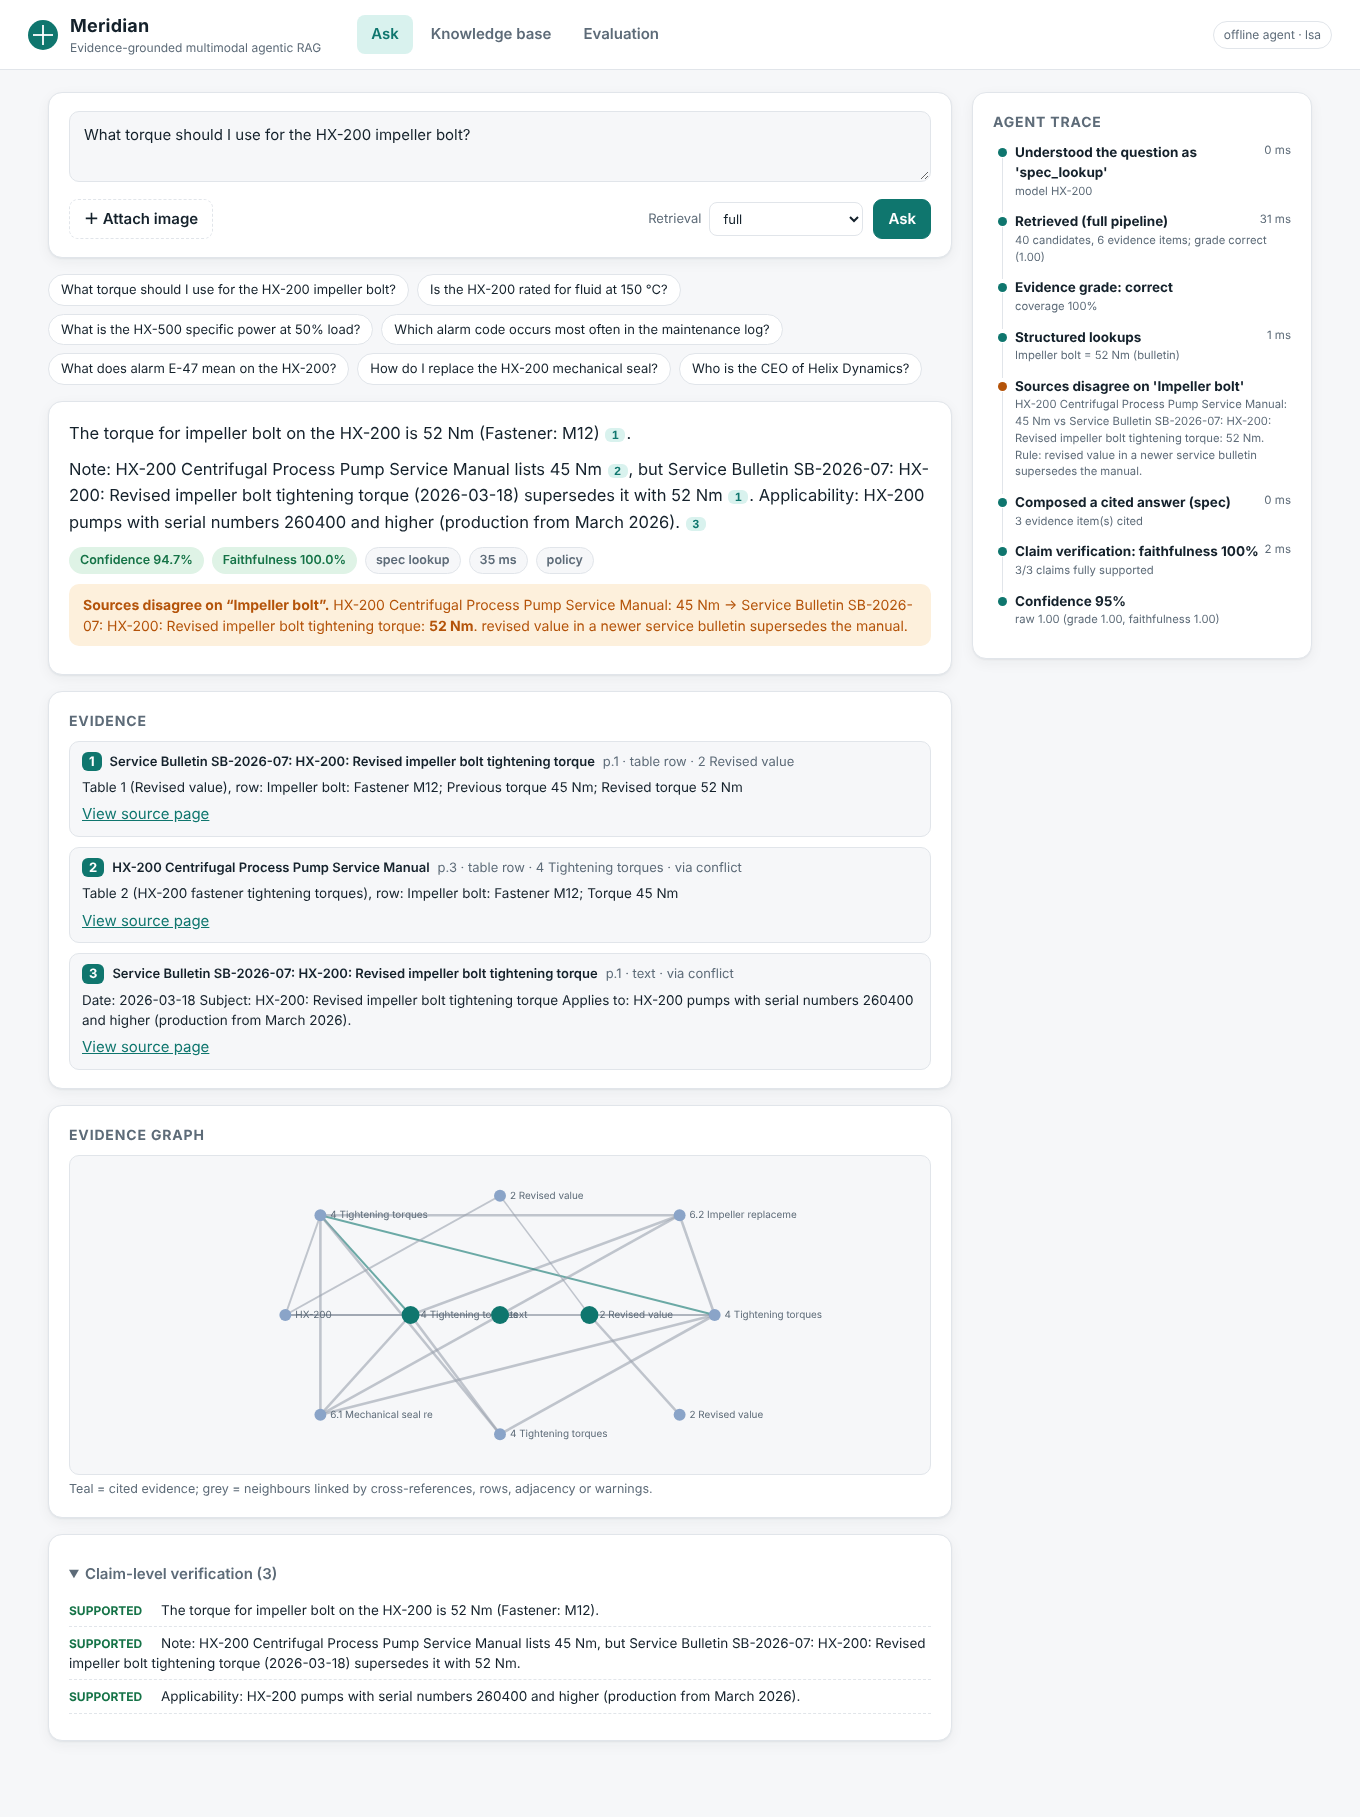 Meridian
Evidence-grounded multimodal agentic RAG
Ask
Knowledge base
Evaluation
offline agent · lsa
What torque should I use for the HX-200 impeller bolt?
+ Attach image
Retrieval
full
Ask
What torque should I use for the HX-200 impeller bolt?
Is the HX-200 rated for fluid at 150 °C?
What is the HX-500 specific power at 50% load?
Which alarm code occurs most often in the maintenance log?
What does alarm E-47 mean on the HX-200?
How do I replace the HX-200 mechanical seal?
Who is the CEO of Helix Dynamics?
The torque for impeller bolt on the HX-200 is 52 Nm (Fastener: M12) 1 .
Note: HX-200 Centrifugal Process Pump Service Manual lists 45 Nm 2 , but Service Bulletin SB-2026-07: HX-
200: Revised impeller bolt tightening torque (2026-03-18) supersedes it with 52 Nm 1 . Applicability: HX-200
pumps with serial numbers 260400 and higher (production from March 2026). 3
Confidence 94.7%
Faithfulness 100.0%
spec lookup
35 ms
policy
Sources disagree on “Impeller bolt”. HX-200 Centrifugal Process Pump Service Manual: 45 Nm → Service Bulletin SB-2026-
07: HX-200: Revised impeller bolt tightening torque: 52 Nm. revised value in a newer service bulletin supersedes the manual.
EVIDENCE
1 Service Bulletin SB-2026-07: HX-200: Revised impeller bolt tightening torque p.1 · table row · 2 Revised value
Table 1 (Revised value), row: Impeller bolt: Fastener M12; Previous torque 45 Nm; Revised torque 52 Nm
View source page
2 HX-200 Centrifugal Process Pump Service Manual p.3 · table row · 4 Tightening torques · via conflict
Table 2 (HX-200 fastener tightening torques), row: Impeller bolt: Fastener M12; Torque 45 Nm
View source page
3 Service Bulletin SB-2026-07: HX-200: Revised impeller bolt tightening torque p.1 · text · via conflict
Date: 2026-03-18 Subject: HX-200: Revised impeller bolt tightening torque Applies to: HX-200 pumps with serial numbers 260400
and higher (production from March 2026).
View source page
EVIDENCE GRAPH
2 Revised value
4 Tightening torques
6.2 Impeller replaceme
HX-200
4 Tightening to
text
2 Revised value
4 Tightening torques
6.1 Mechanical seal re
2 Revised value
4 Tightening torques
Teal = cited evidence; grey = neighbours linked by cross-references, rows, adjacency or warnings.
▼ Claim-level verification (3)
SUPPORTED The torque for impeller bolt on the HX-200 is 52 Nm (Fastener: M12).
SUPPORTED Note: HX-200 Centrifugal Process Pump Service Manual lists 45 Nm, but Service Bulletin SB-2026-07: HX-200: Revised
impeller bolt tightening torque (2026-03-18) supersedes it with 52 Nm.
SUPPORTED Applicability: HX-200 pumps with serial numbers 260400 and higher (production from March 2026).
AGENT TRACE
Understood the question as 0 ms
'spec_lookup'
model HX-200
Retrieved (full pipeline) 31 ms
40 candidates, 6 evidence items; grade correct
(1.00)
Evidence grade: correct
coverage 100%
Structured lookups 1 ms
Impeller bolt = 52 Nm (bulletin)
Sources disagree on 'Impeller bolt'
HX-200 Centrifugal Process Pump Service Manual:
45 Nm vs Service Bulletin SB-2026-07: HX-200:
Revised impeller bolt tightening torque: 52 Nm.
Rule: revised value in a newer service bulletin
supersedes the manual.
Composed a cited answer (spec) 0 ms
3 evidence item(s) cited
Claim verification: faithfulness 100% 2 ms
3/3 claims fully supported
Confidence 95%
raw 1.00 (grade 1.00, faithfulness 1.00)